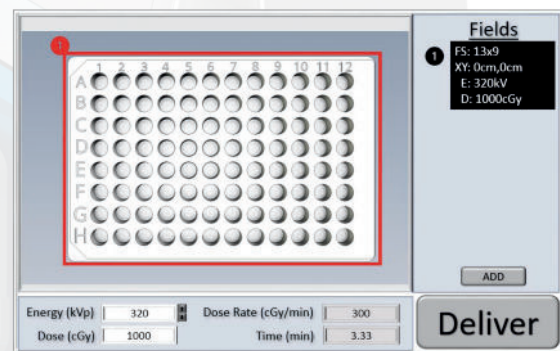 1
1 2 3 4 5 6 7 8 9 10 11 12
A
B
C
D
E
F
G
H
Fields
1
FS: 13x9
XY: 0cm,0cm
E: 320kV
D: 1000cGy
ADD
Energy (kVp) 320 Dose Rate (cGy/min) 300
Dose (cGy) 1000 Time (min) 3.33
Deliver